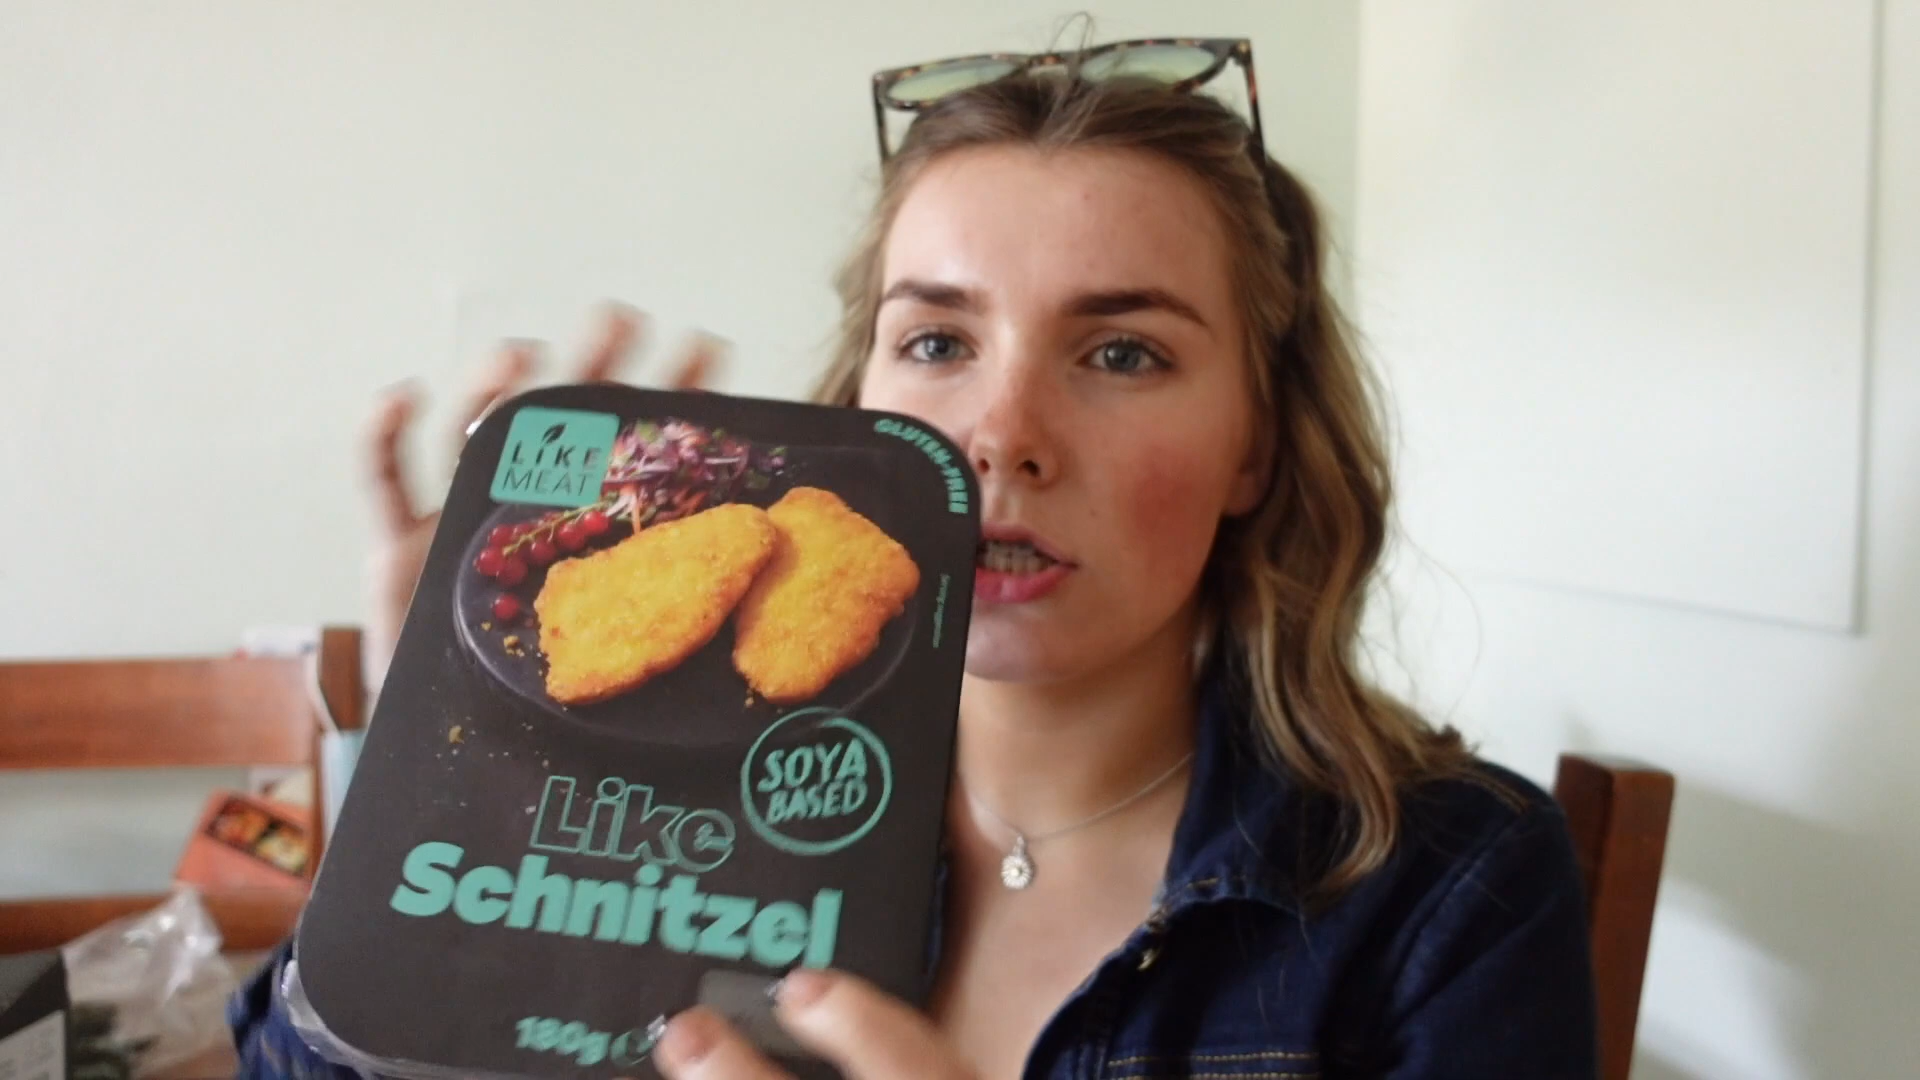 LIKE
MEAT
GLUTEN-FREE
SOYA
BASED
Like
Schnitzel
180g